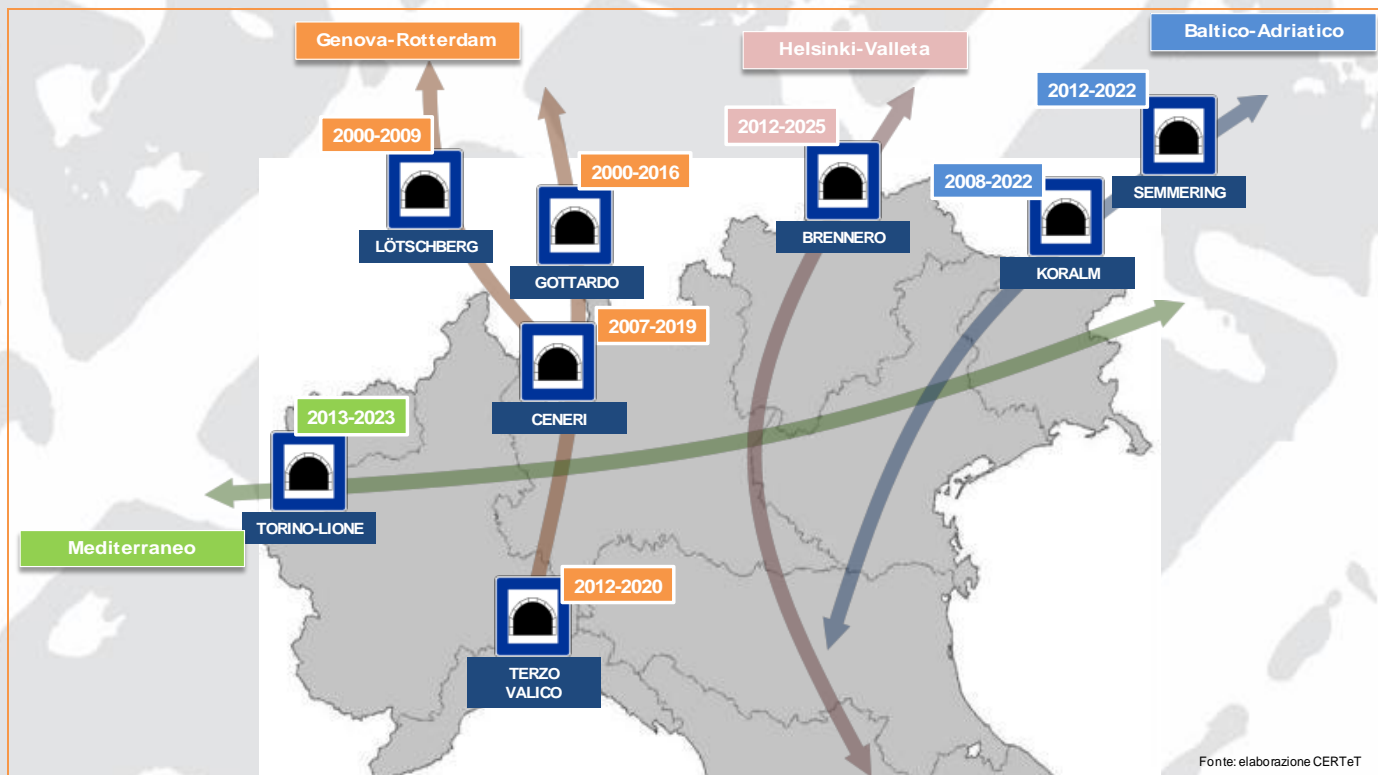 Genova-Rotterdam
Helsinki-Valleta
Baltico-Adriatico
2000-2009
LÖTSCHBERG
2000-2016
GOTTARDO
2012-2025
BRENNERO
2012-2022
SEMMERING
2008-2022
KORALM
2007-2019
CENERI
2013-2023
TORINO-LIONE
Mediterraneo
2012-2020
TERZO
VALICO
Fonte: elaborazione CERTeT